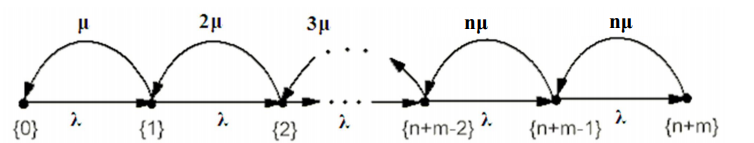 μ 2μ 3μ nμ nμ
λ λ λ λ λ
{0} {1} {2} {n+m-2} {n+m-1} {n+m}